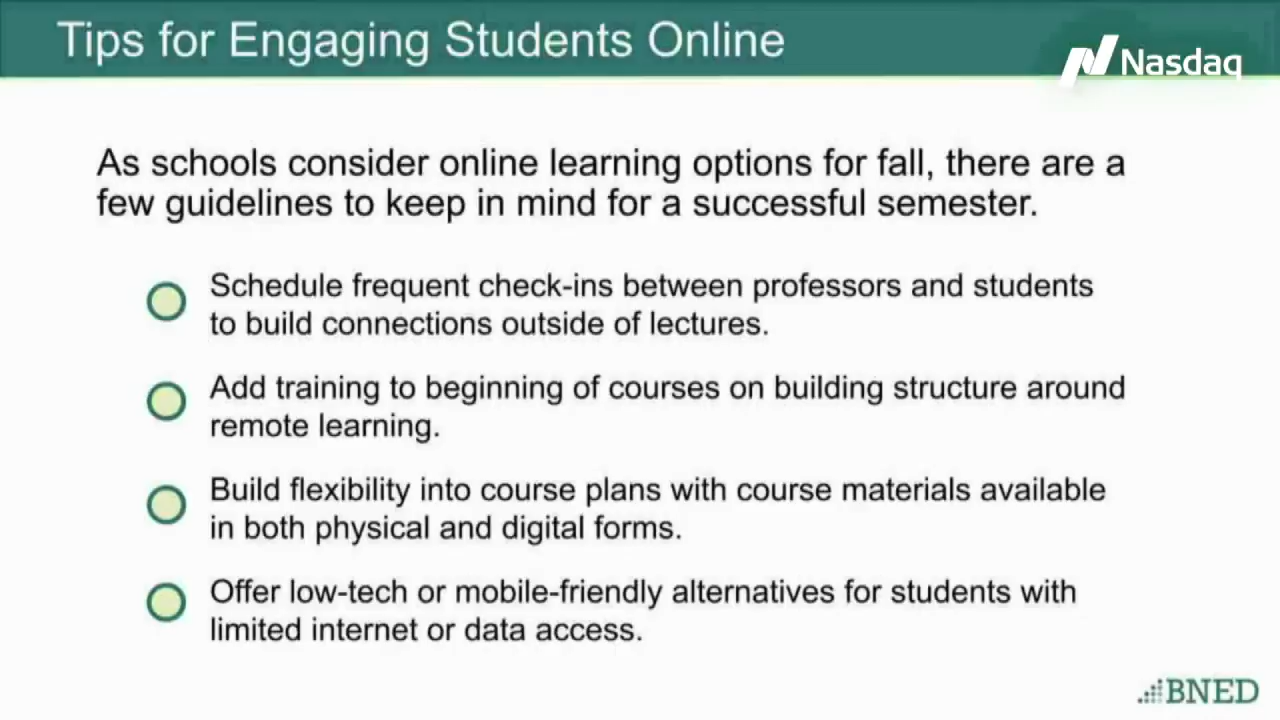 Tips for Engaging Students Online
Nasdaq
As schools consider online learning options for fall, there are a
few guidelines to keep in mind for a successful semester.
Schedule frequent check-ins between professors and students
to build connections outside of lectures.
Add training to beginning of courses on building structure around
remote learning.
Build flexibility into course plans with course materials available
in both physical and digital forms.
Offer low-tech or mobile-friendly alternatives for students with
limited internet or data access.
BNED